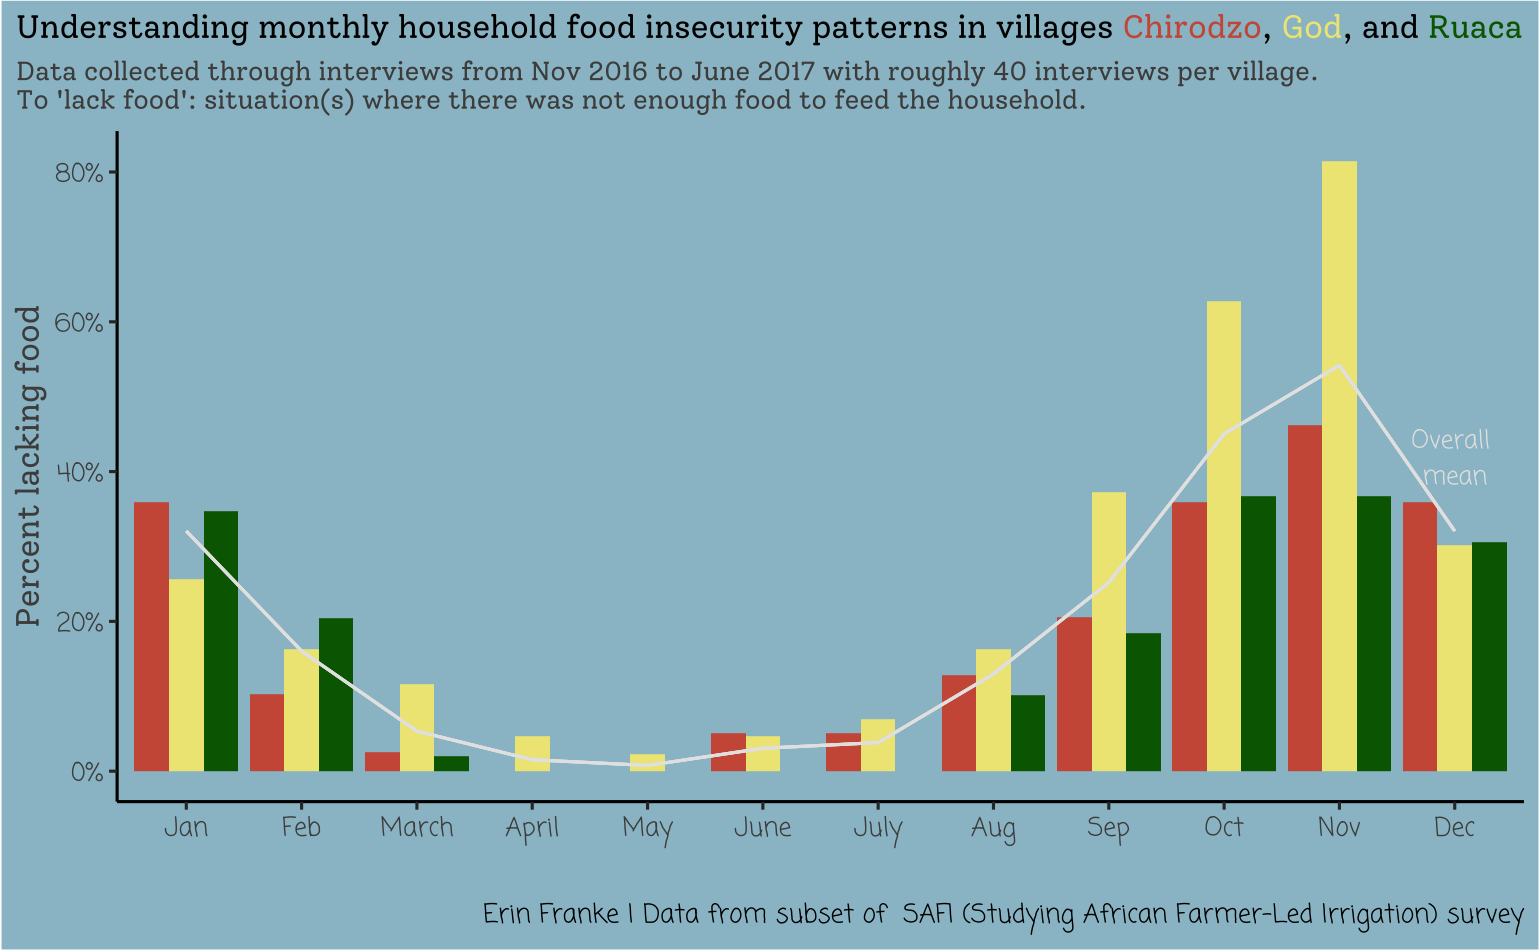 Understanding monthly household food insecurity patterns in villages Chirodzo, God, and Ruaca
Data collected through interviews from Nov 2016 to June 2017 with roughly 40 interviews per village.
To 'lack food': situation(s) where there was not enough food to feed the household.
Percent lacking food
80%
60%
40%
20%
0%
Overall
mean
Jan Feb March April May June July Aug Sep Oct Nov Dec
Erin Franke | Data from subset of SAFI (Studying African Farmer-Led Irrigation) survey